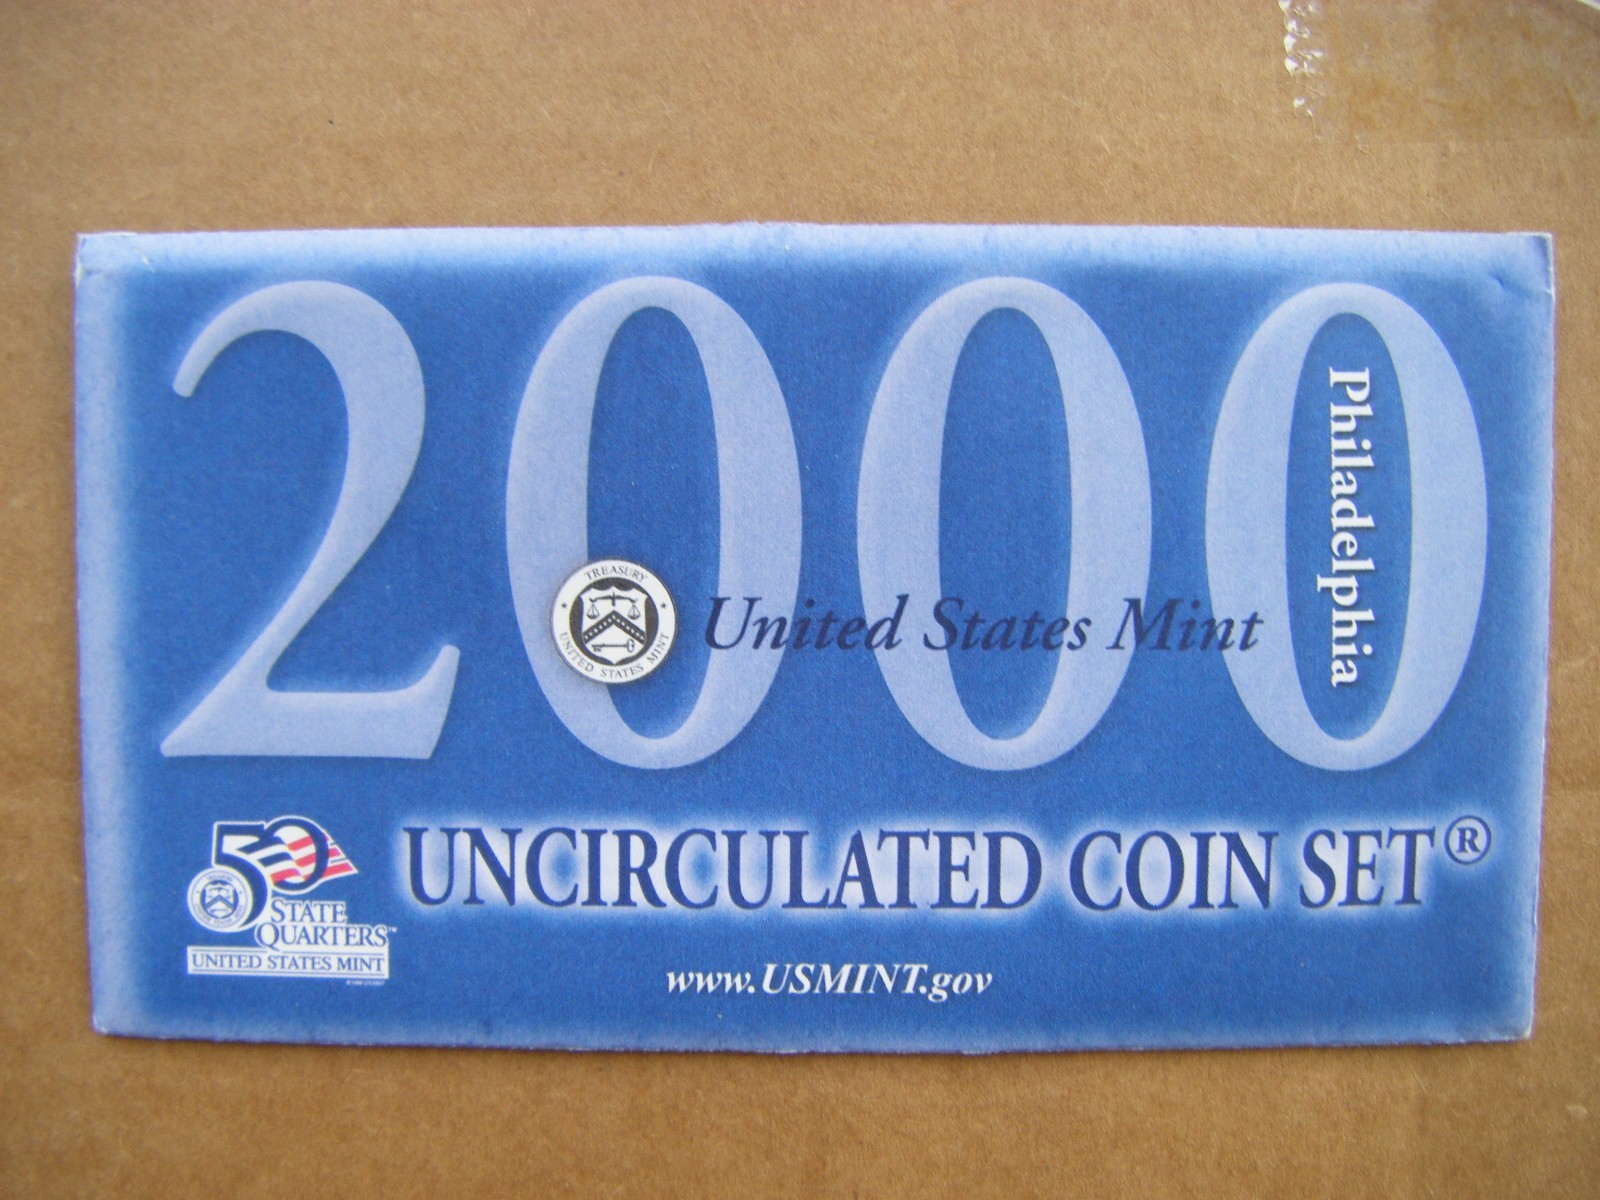 2000
Philadelphia
TREASURY
UNITED STATES MINT
United States Mint
50
STATE
QUARTERS™
UNITED STATES MINT
UNCIRCULATED COIN SET®
www.USMINT.gov